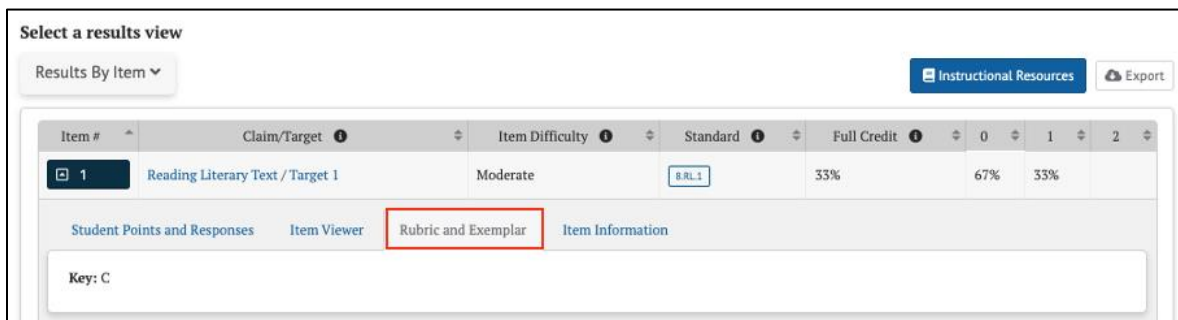 Select a results view
Results By Item
Instructional Resources
Export
Item # Claim/Target Item Difficulty Standard Full Credit 0 1 2
1 Reading Literary Text / Target 1 Moderate 8.RL.1 33% 67% 33%
Student Points and Responses Item Viewer Rubric and Exemplar Item Information
Key: C